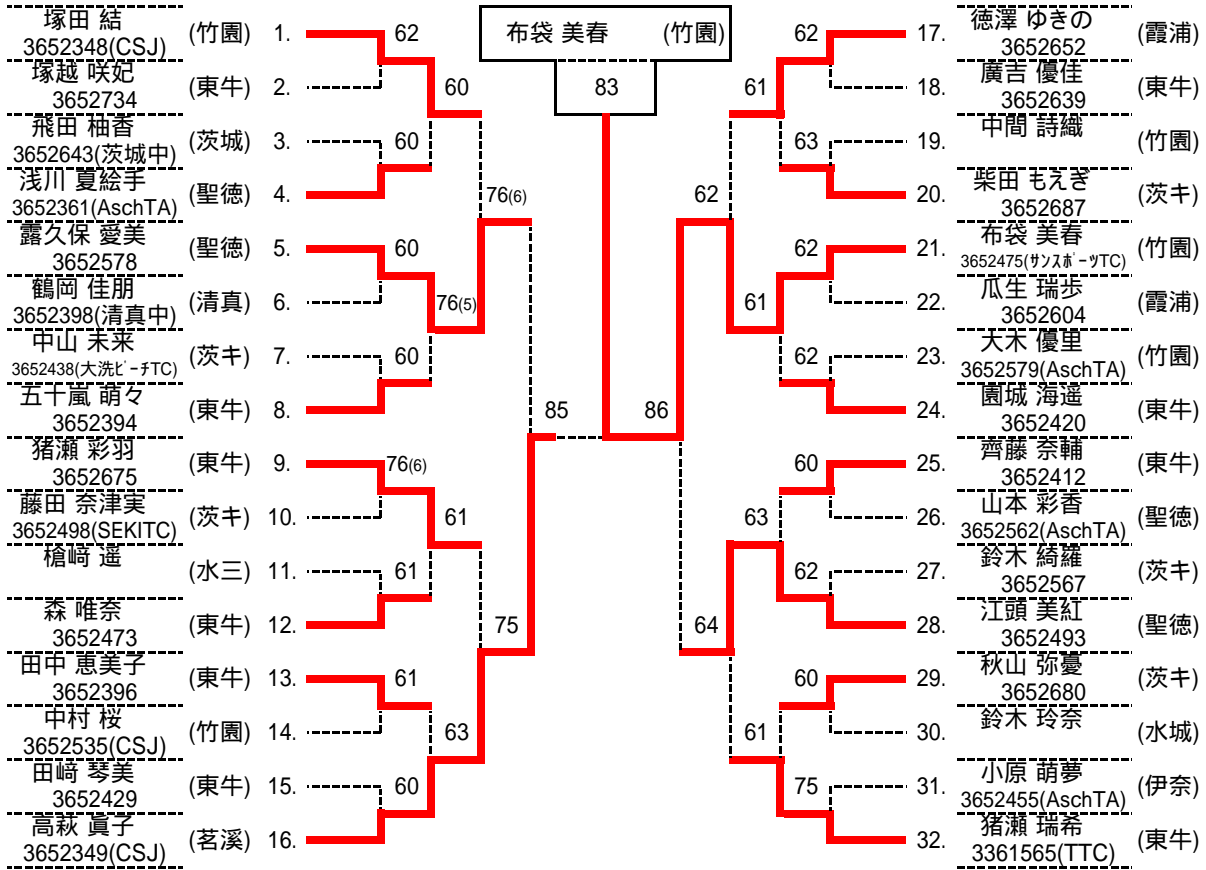 布袋 美春 (竹園)
83
塚田 結
3652348(CSJ)
(竹園) 1.
塚越 咲妃
3652734
(東牛) 2.
飛田 柚香
3652643(茨城中)
(茨城) 3.
浅川 夏絵手
3652361(AschTA)
(聖徳) 4.
露久保 愛美
3652578
(聖徳) 5.
鶴岡 佳朋
3652398(清真中)
(清真) 6.
中山 未来
3652438(大洗ﾋﾞｰﾁTC)
(茨キ) 7.
五十嵐 萌々
3652394
(東牛) 8.
猪瀬 彩羽
3652675
(東牛) 9.
藤田 奈津実
3652498(SEKITC)
(茨キ) 10.
槍﨑 遥
(水三) 11.
森 唯奈
3652473
(東牛) 12.
田中 恵美子
3652396
(東牛) 13.
中村 桜
3652535(CSJ)
(竹園) 14.
田﨑 琴美
3652429
(東牛) 15.
高萩 眞子
3652349(CSJ)
(茗溪) 16.
62
60
60
76(6)
60
76(5)
60
85
76(6)
61
61
75
61
63
60
86
62
61
63
62
62
61
62
60
63
62
64
60
61
75
17. 徳澤 ゆきの
3652652
(霞浦)
18. 廣吉 優佳
3652639
(東牛)
19. 中間 詩織
(竹園)
20. 柴田 もえぎ
3652687
(茨キ)
21. 布袋 美春
3652475(ｻﾝｽﾎﾟｰﾂTC)
(竹園)
22. 瓜生 瑞歩
3652604
(霞浦)
23. 大木 優里
3652579(AschTA)
(竹園)
24. 園城 海遥
3652420
(東牛)
25. 齊藤 奈輔
3652412
(東牛)
26. 山本 彩香
3652562(AschTA)
(聖徳)
27. 鈴木 綺羅
3652567
(茨キ)
28. 江頭 美紅
3652493
(聖徳)
29. 秋山 弥憂
3652680
(茨キ)
30. 鈴木 玲奈
(水城)
31. 小原 萌夢
3652455(AschTA)
(伊奈)
32. 猪瀬 瑞希
3361565(TTC)
(東牛)